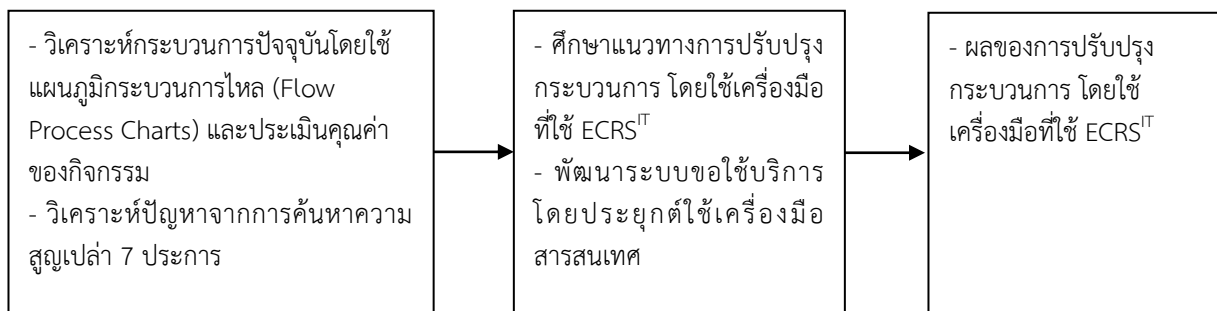 - วิเคราะห์กระบวนการปัจจุบันโดยใช้
แผนภูมิกระบวนการไหล (Flow
Process Charts) และประเมินคุณค่า
ของกิจกรรม
- วิเคราะห์ปัญหาจากการค้นหาความ
สูญเปล่า 7 ประการ
- ศึกษาแนวทางการปรับปรุง
กระบวนการ โดยใช้เครื่องมือ
ที่ใช้ ECRSᴵᵀ
- พัฒนาระบบขอใช้บริการ
โดยประยุกต์ใช้เครื่องมือ
สารสนเทศ
- ผลของการปรับปรุง
กระบวนการ โดยใช้
เครื่องมือที่ใช้ ECRSᴵᵀ